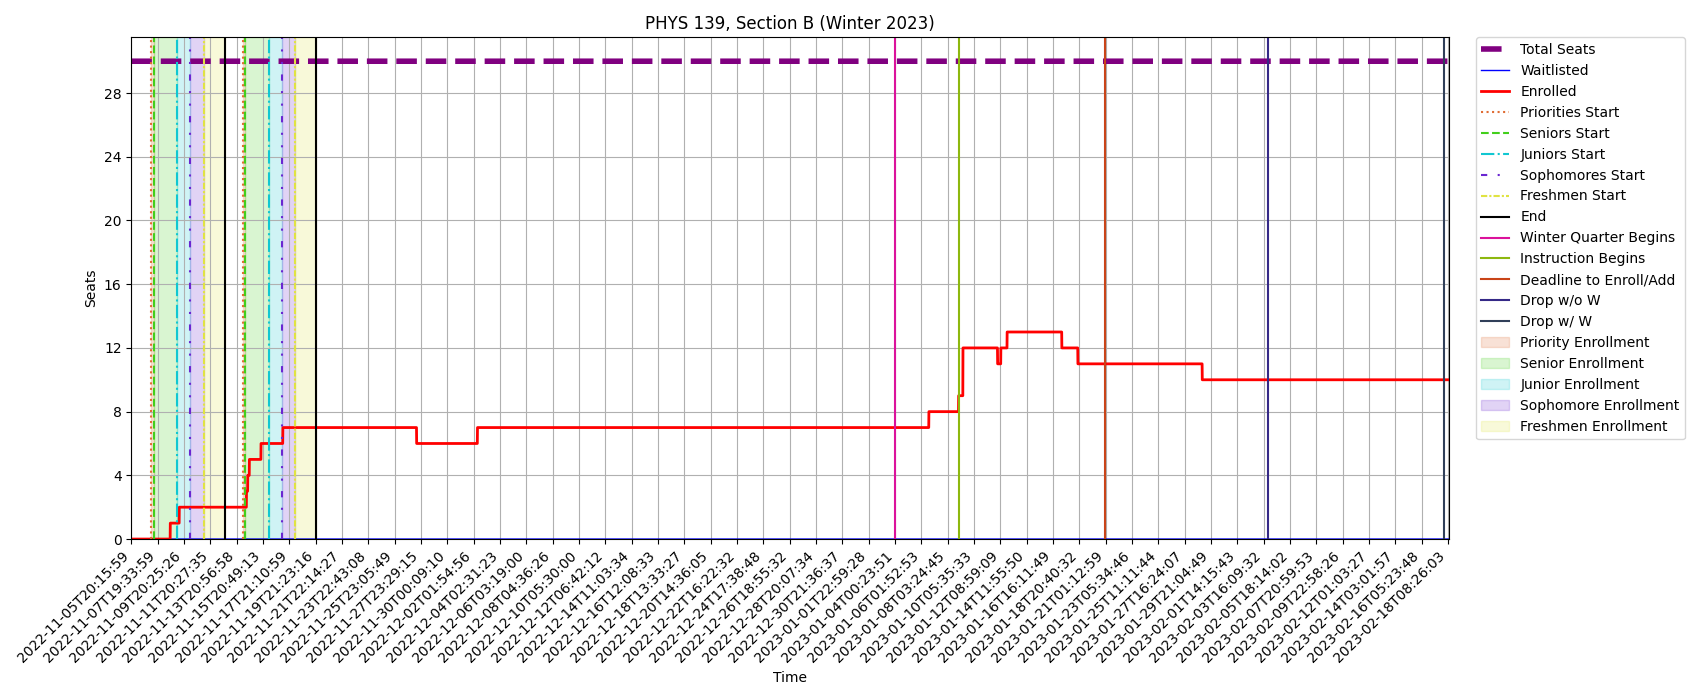 PHYS 139, Section B (Winter 2023)
Total Seats
Waitlisted
Enrolled
Priorities Start
Seniors Start
Juniors Start
Sophomores Start
Freshmen Start
End
Winter Quarter Begins
Instruction Begins
Deadline to Enroll/Add
Drop w/o W
Drop w/ W
Priority Enrollment
Senior Enrollment
Junior Enrollment
Sophomore Enrollment
Freshmen Enrollment
Seats
28
24
20
16
12
8
4
0
2022-11-05T20:15:59
2022-11-07T19:33:59
2022-11-09T20:25:26
2022-11-11T20:27:35
2022-11-13T20:56:58
2022-11-15T20:49:13
2022-11-17T21:10:59
2022-11-19T21:23:16
2022-11-21T22:14:27
2022-11-23T22:43:08
2022-11-25T23:05:49
2022-11-27T23:29:15
2022-11-30T00:09:10
2022-12-02T01:54:56
2022-12-04T02:31:23
2022-12-06T03:19:00
2022-12-08T04:36:26
2022-12-10T05:30:00
2022-12-12T06:42:12
2022-12-14T11:03:34
2022-12-16T12:08:33
2022-12-18T13:33:27
2022-12-20T14:36:05
2022-12-22T16:22:32
2022-12-24T17:38:48
2022-12-26T18:55:32
2022-12-28T20:07:34
2022-12-30T21:36:37
2023-01-01T22:59:28
2023-01-04T00:23:51
2023-01-06T01:52:53
2023-01-08T03:24:45
2023-01-10T05:35:33
2023-01-12T08:59:09
2023-01-14T11:55:50
2023-01-16T16:11:49
2023-01-18T20:40:32
2023-01-21T01:12:59
2023-01-23T05:34:46
2023-01-25T11:11:44
2023-01-27T16:24:07
2023-01-29T21:04:49
2023-02-01T14:15:43
2023-02-03T16:09:32
2023-02-05T18:14:02
2023-02-07T20:59:53
2023-02-09T22:58:26
2023-02-12T01:03:27
2023-02-14T03:01:57
2023-02-16T05:23:48
2023-02-18T08:26:03
Time